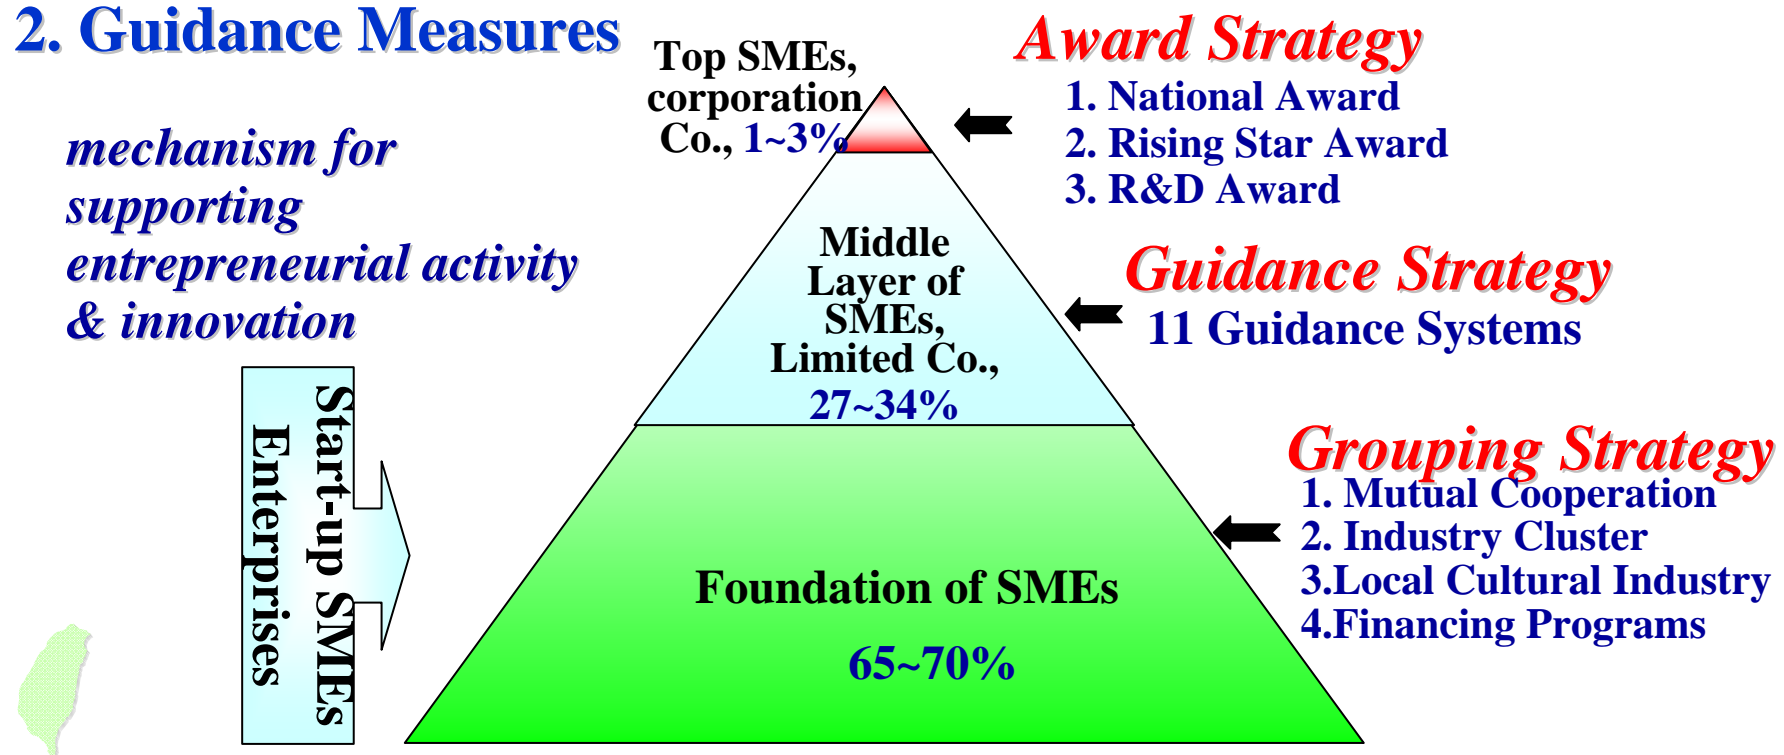 2. Guidance Measures
mechanism for
supporting
entrepreneurial activity
& innovation
Start-up SMEs
Enterprises
Top SMEs,
corporation
Co., 1~3%
Middle
Layer of
SMEs,
Limited Co.,
27~34%
Foundation of SMEs
65~70%
Award Strategy
1. National Award
2. Rising Star Award
3. R&D Award
Guidance Strategy
11 Guidance Systems
Grouping Strategy
1. Mutual Cooperation
2. Industry Cluster
3.Local Cultural Industry
4.Financing Programs